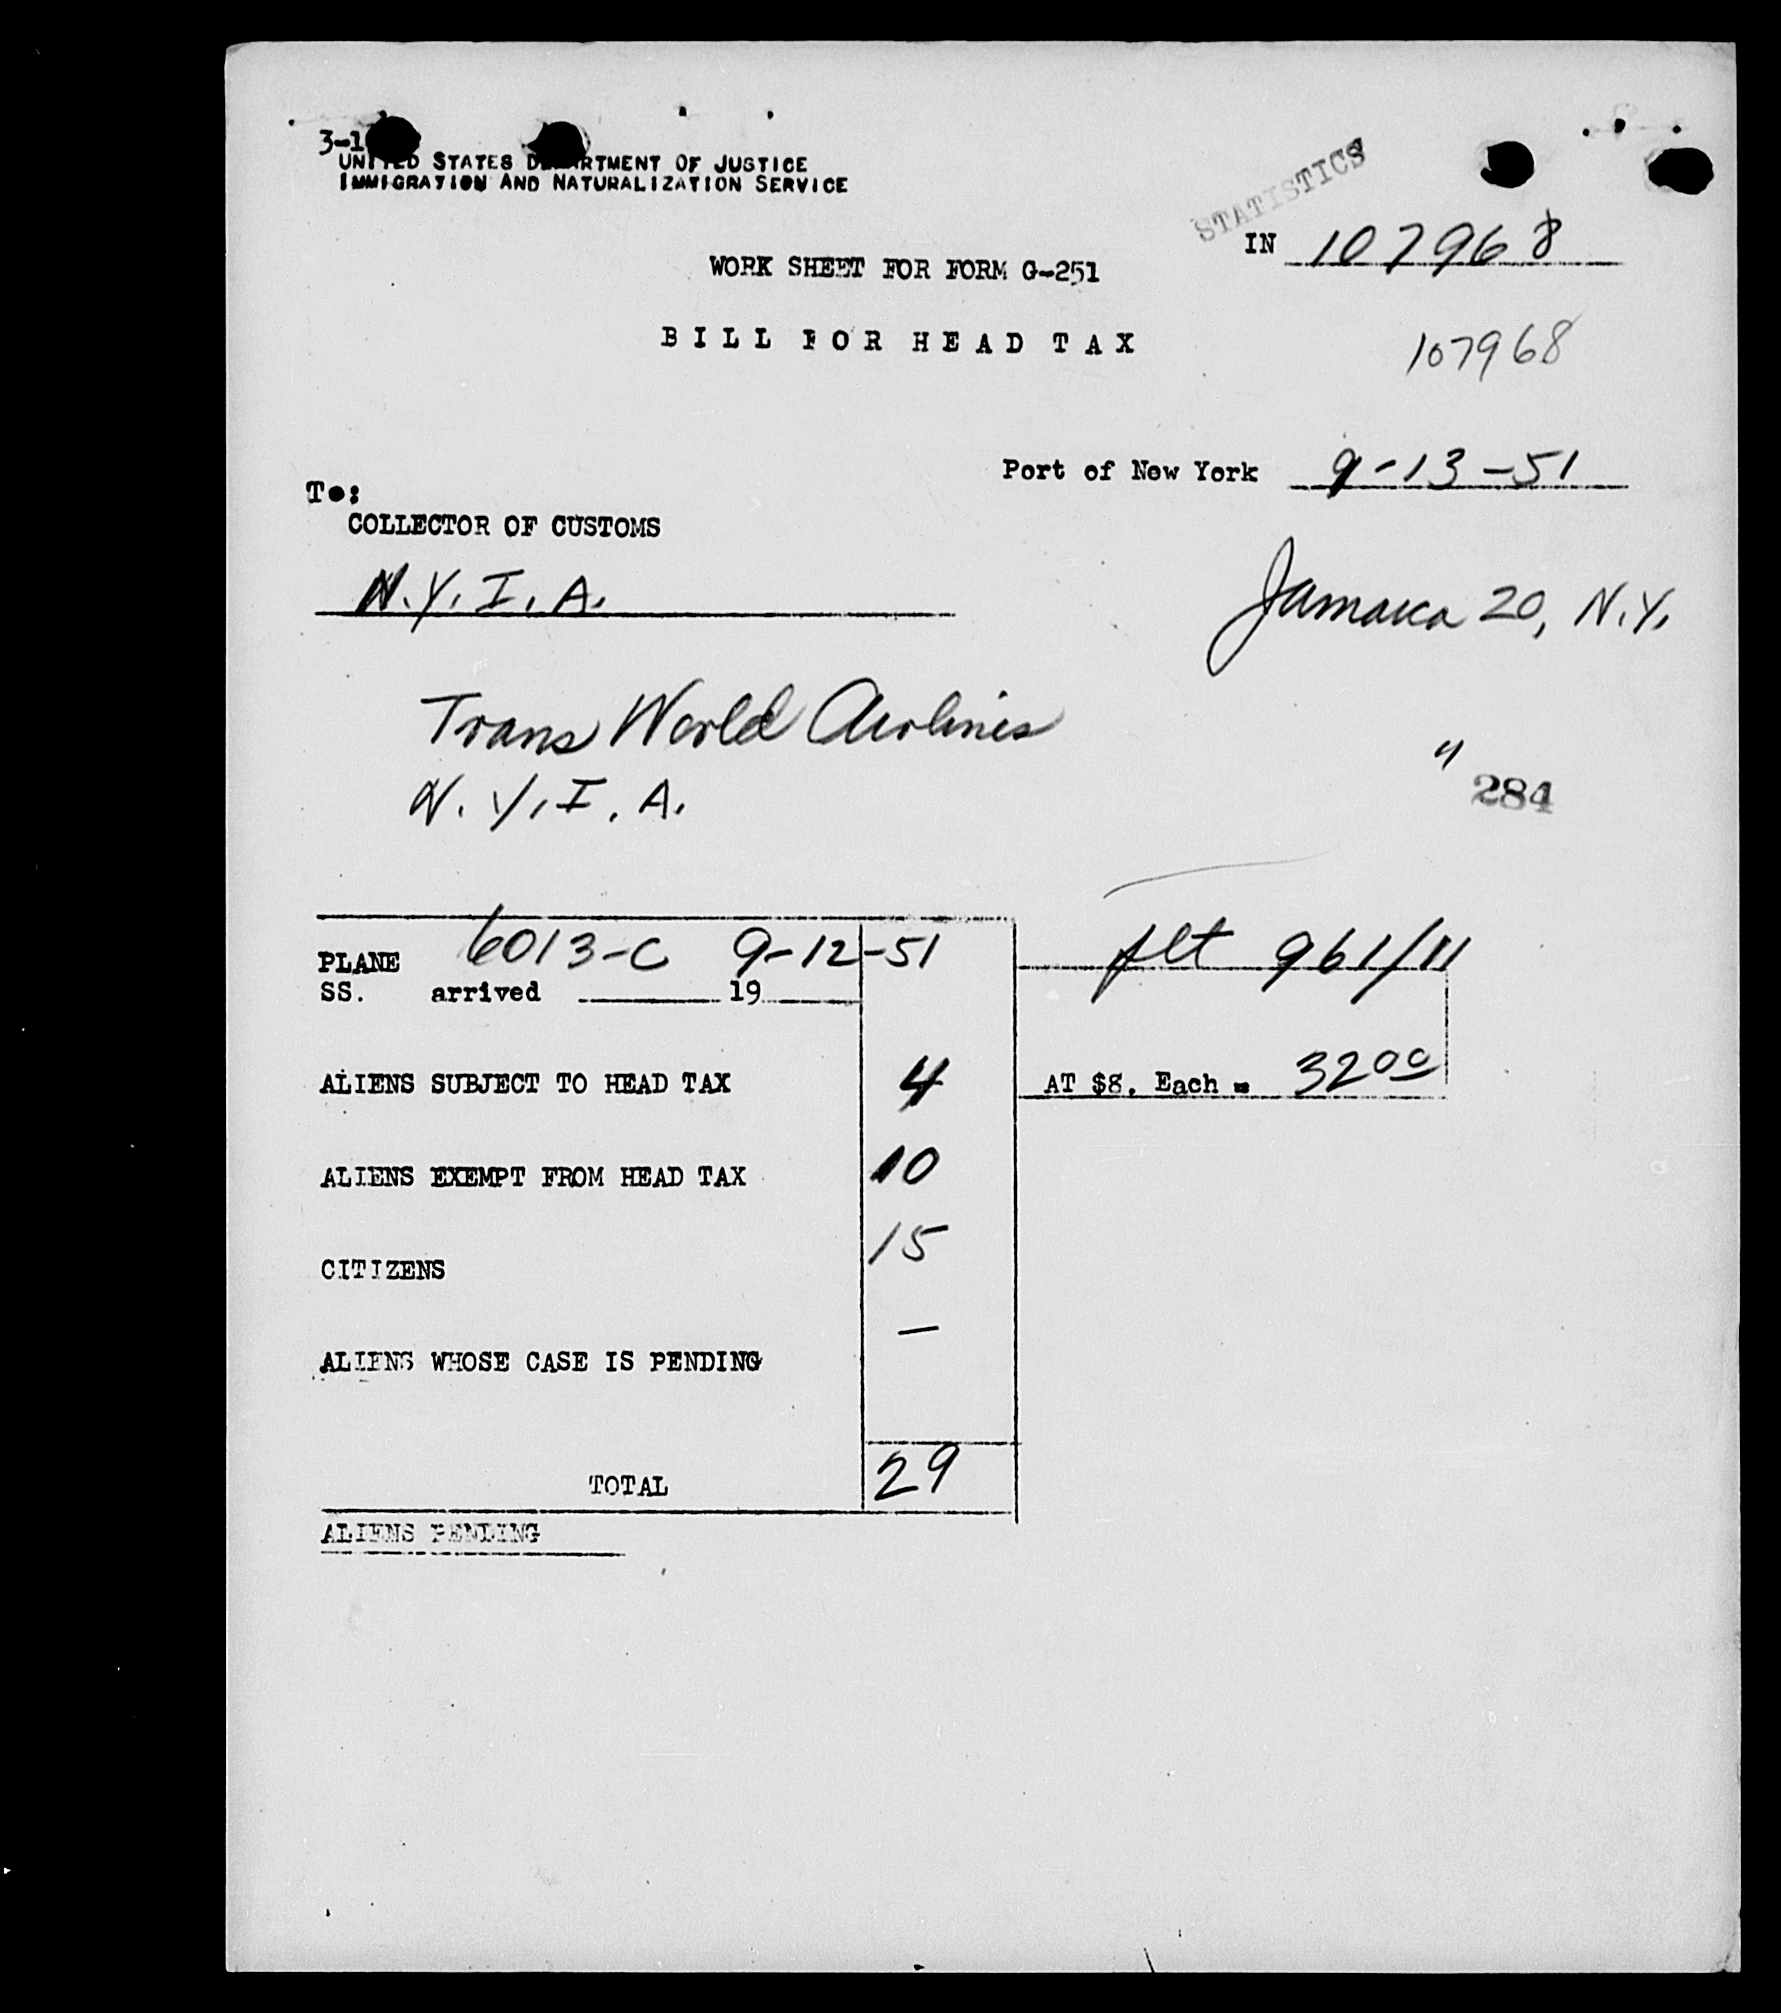 3-1
UNITED STATES DEPARTMENT OF JUSTICE
IMMIGRATION AND NATURALIZATION SERVICE
STATISTICS
IN 107968
WORK SHEET FOR FORM G-251
BILL FOR HEAD TAX
107968
Port of New York 9-13-51
To:
COLLECTOR OF CUSTOMS
N.Y.I.A.
Jamaica 20, N.Y.
Trans World Airlines
"
N.Y.I.A.
284
PLANE 6013-C 9-12-51 flt 961/11
SS. arrived 19
ALIENS SUBJECT TO HEAD TAX 4 AT $8. Each = 32 00
ALIENS EXEMPT FROM HEAD TAX 10
CITIZENS 15
ALIENS WHOSE CASE IS PENDING —
TOTAL 29
ALIENS PENDING